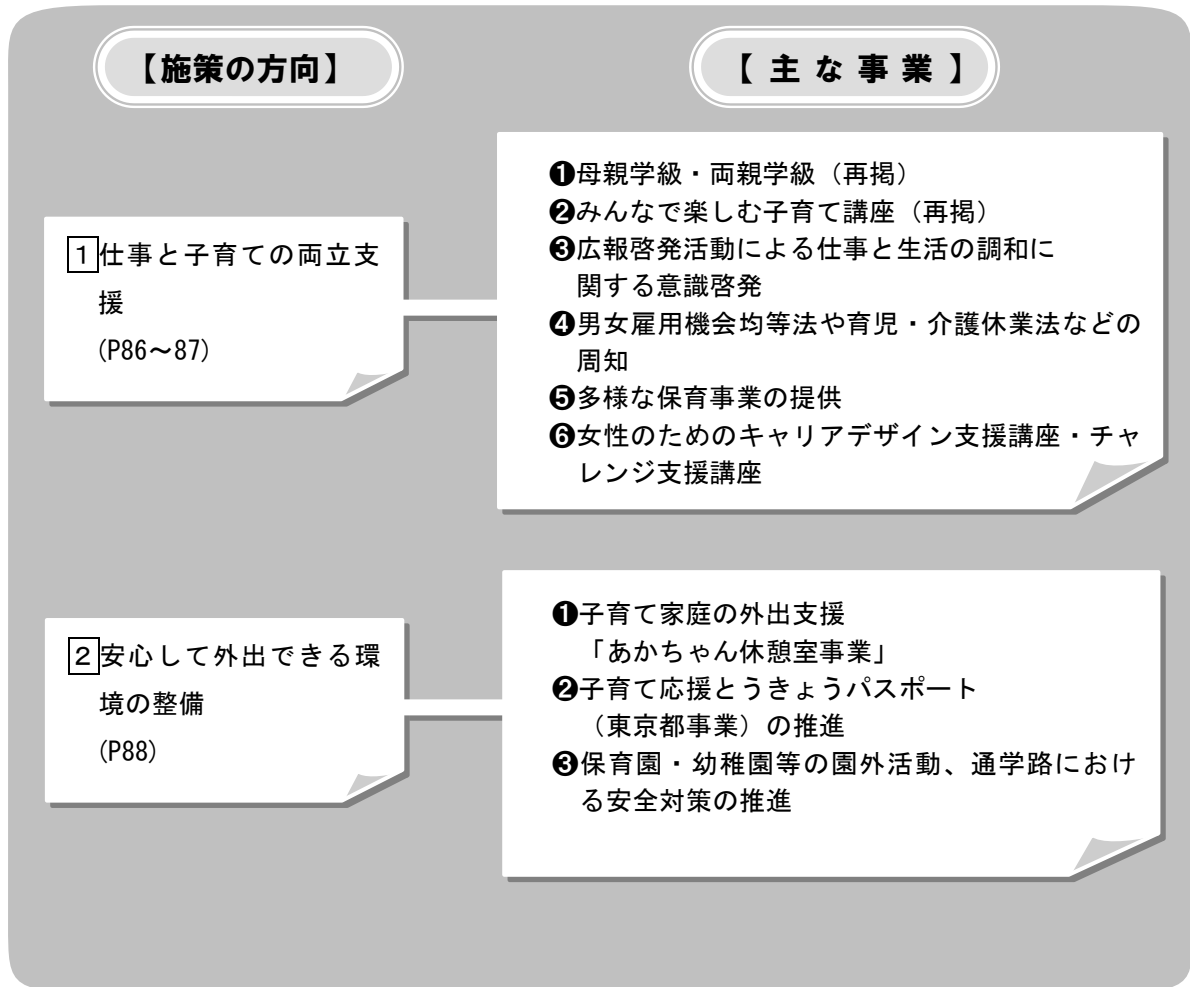 【施策の方向】
【 主 な 事 業 】
1 仕事と子育ての両立支
援
(P86～87)
❶母親学級・両親学級（再掲）
❷みんなで楽しむ子育て講座（再掲）
❸広報啓発活動による仕事と生活の調和に
関する意識啓発
❹男女雇用機会均等法や育児・介護休業法などの
周知
❺多様な保育事業の提供
❻女性のためのキャリアデザイン支援講座・チャ
レンジ支援講座
2 安心して外出できる環
境の整備
(P88)
❶子育て家庭の外出支援
「あかちゃん休憩室事業」
❷子育て応援とうきょうパスポート
（東京都事業）の推進
❸保育園・幼稚園等の園外活動、通学路におけ
る安全対策の推進